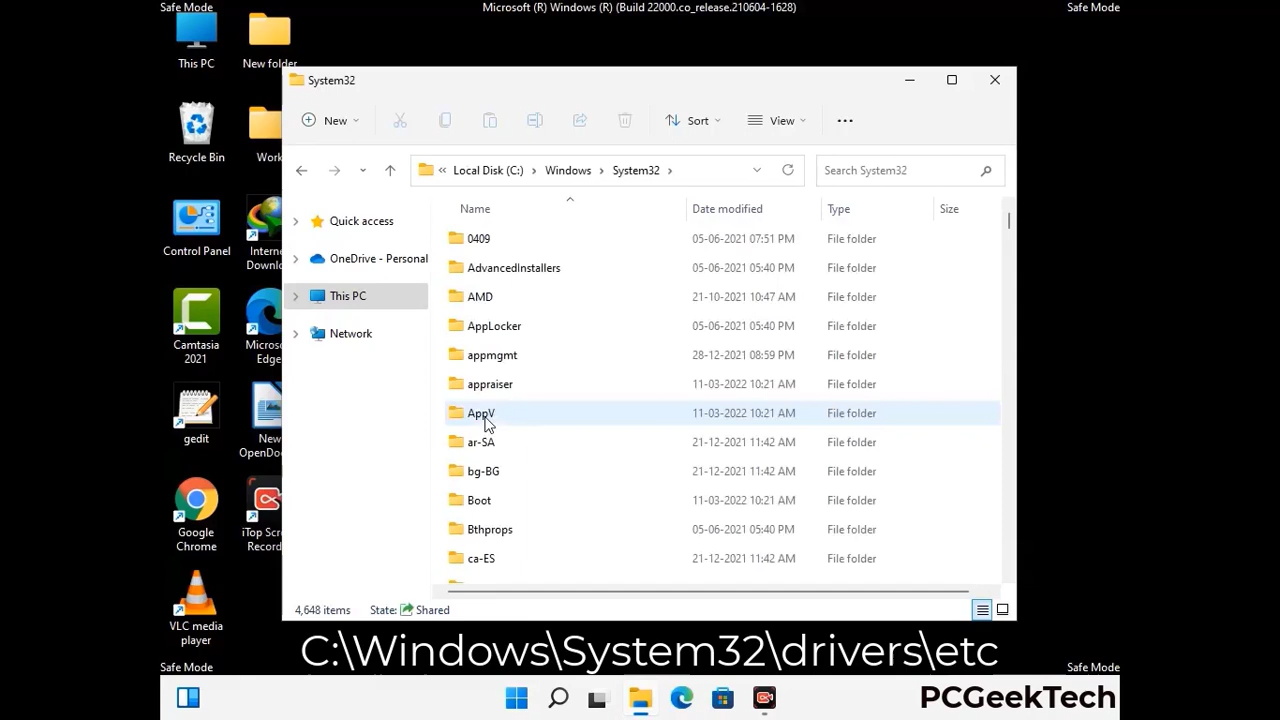 Safe Mode
Microsoft (R) Windows (R) (Build 22000.co_release.210604-1628)
Safe Mode
This PC
New folder
Recycle Bin
Work
Control Panel
Intern
Downlo
Camtasia
2021
Micros
Edge
gedit
New
OpenDo
Google
Chrome
iTop Scr
Record
VLC media
player
System32
New
Sort
View
Local Disk (C:)
Windows
System32
Search System32
Quick access
OneDrive - Personal
This PC
Network
Name Date modified Type Size
0409 05-06-2021 07:51 PM File folder
AdvancedInstallers 05-06-2021 05:40 PM File folder
AMD 21-10-2021 10:47 AM File folder
AppLocker 05-06-2021 05:40 PM File folder
appmgmt 28-12-2021 08:59 PM File folder
appraiser 11-03-2022 10:21 AM File folder
AppV 11-03-2022 10:21 AM File folder
ar-SA 21-12-2021 11:42 AM File folder
bg-BG 21-12-2021 11:42 AM File folder
Boot 11-03-2022 10:21 AM File folder
Bthprops 05-06-2021 05:40 PM File folder
ca-ES 21-12-2021 11:42 AM File folder
4,648 items State: Shared
C:\Windows\System32\drivers\etc
Safe Mode
Safe Mode
PCGeekTech